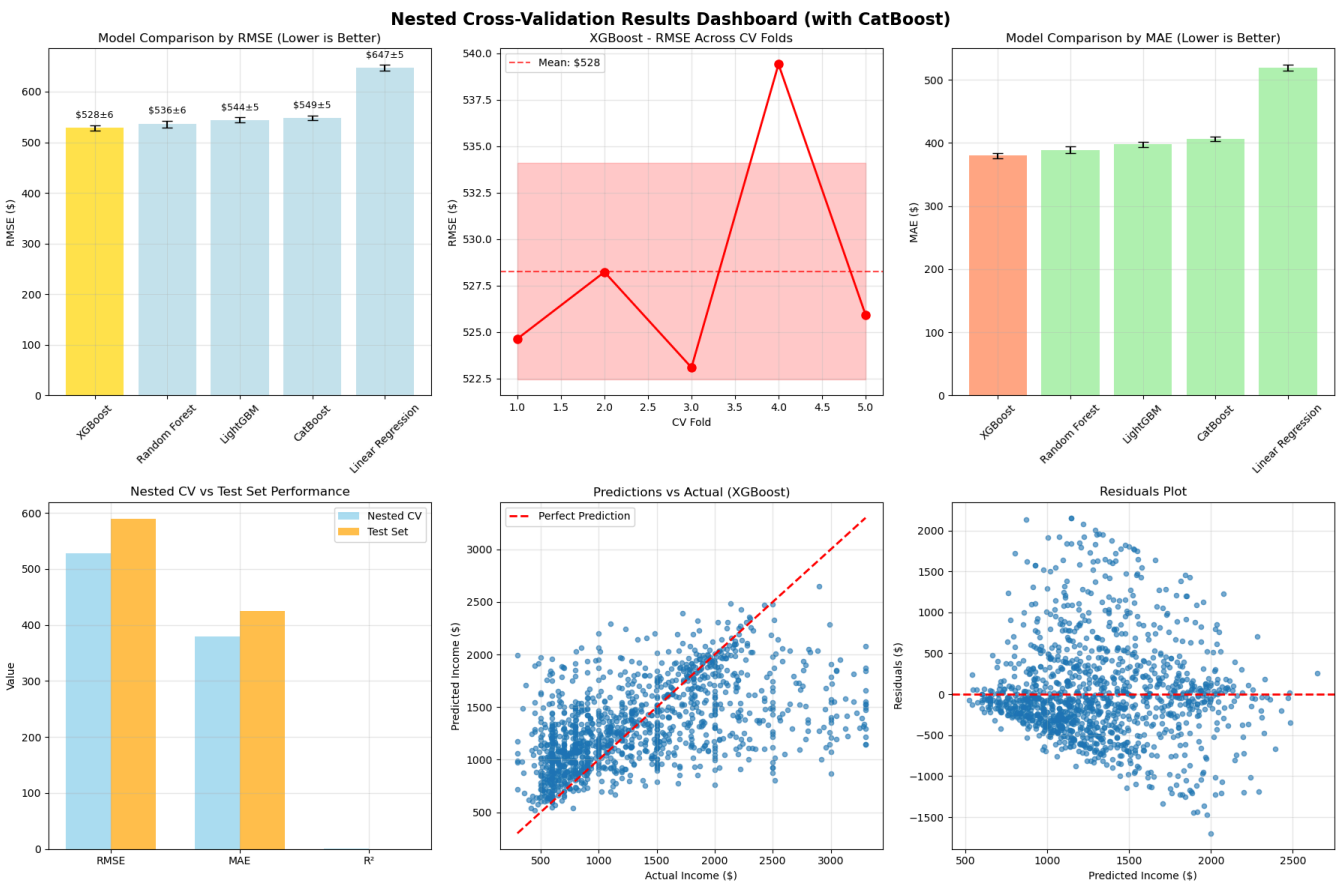 Nested Cross-Validation Results Dashboard (with CatBoost)
Model Comparison by RMSE (Lower is Better)
$528±6
$536±6
$544±5
$549±5
$647±5
600
500
400
300
200
100
0
RMSE ($)
XGBoost
Random Forest
LightGBM
CatBoost
Linear Regression
XGBoost - RMSE Across CV Folds
Mean: $528
540.0
537.5
535.0
532.5
530.0
527.5
525.0
522.5
RMSE ($)
1.0 1.5 2.0 2.5 3.0 3.5 4.0 4.5 5.0
CV Fold
Model Comparison by MAE (Lower is Better)
500
400
300
200
100
0
MAE ($)
XGBoost
Random Forest
LightGBM
CatBoost
Linear Regression
Nested CV vs Test Set Performance
Nested CV
Test Set
600
500
400
300
200
100
0
Value
RMSE MAE R²
Predictions vs Actual (XGBoost)
Perfect Prediction
3000
2500
2000
1500
1000
500
Predicted Income ($)
500 1000 1500 2000 2500 3000
Actual Income ($)
Residuals Plot
2000
1500
1000
500
0
−500
−1000
−1500
Residuals ($)
500 1000 1500 2000 2500
Predicted Income ($)